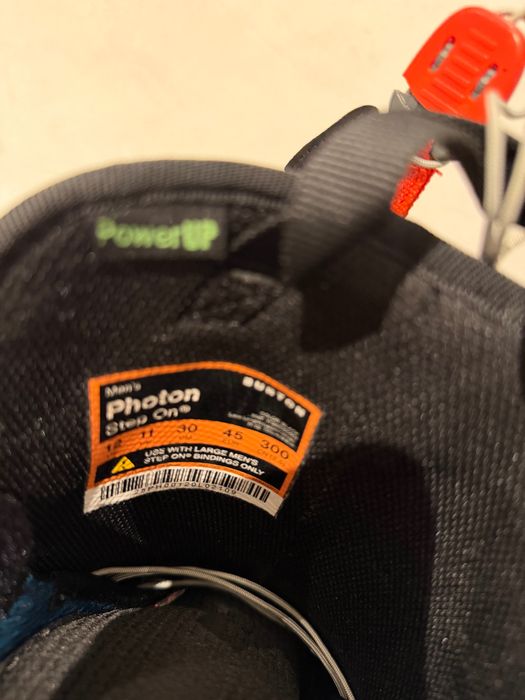 PowerUP
Men's
BURTON
Photon
Step On®
12 11 30 45 300
USE WITH LARGE MEN'S
STEP ON® BINDINGS ONLY